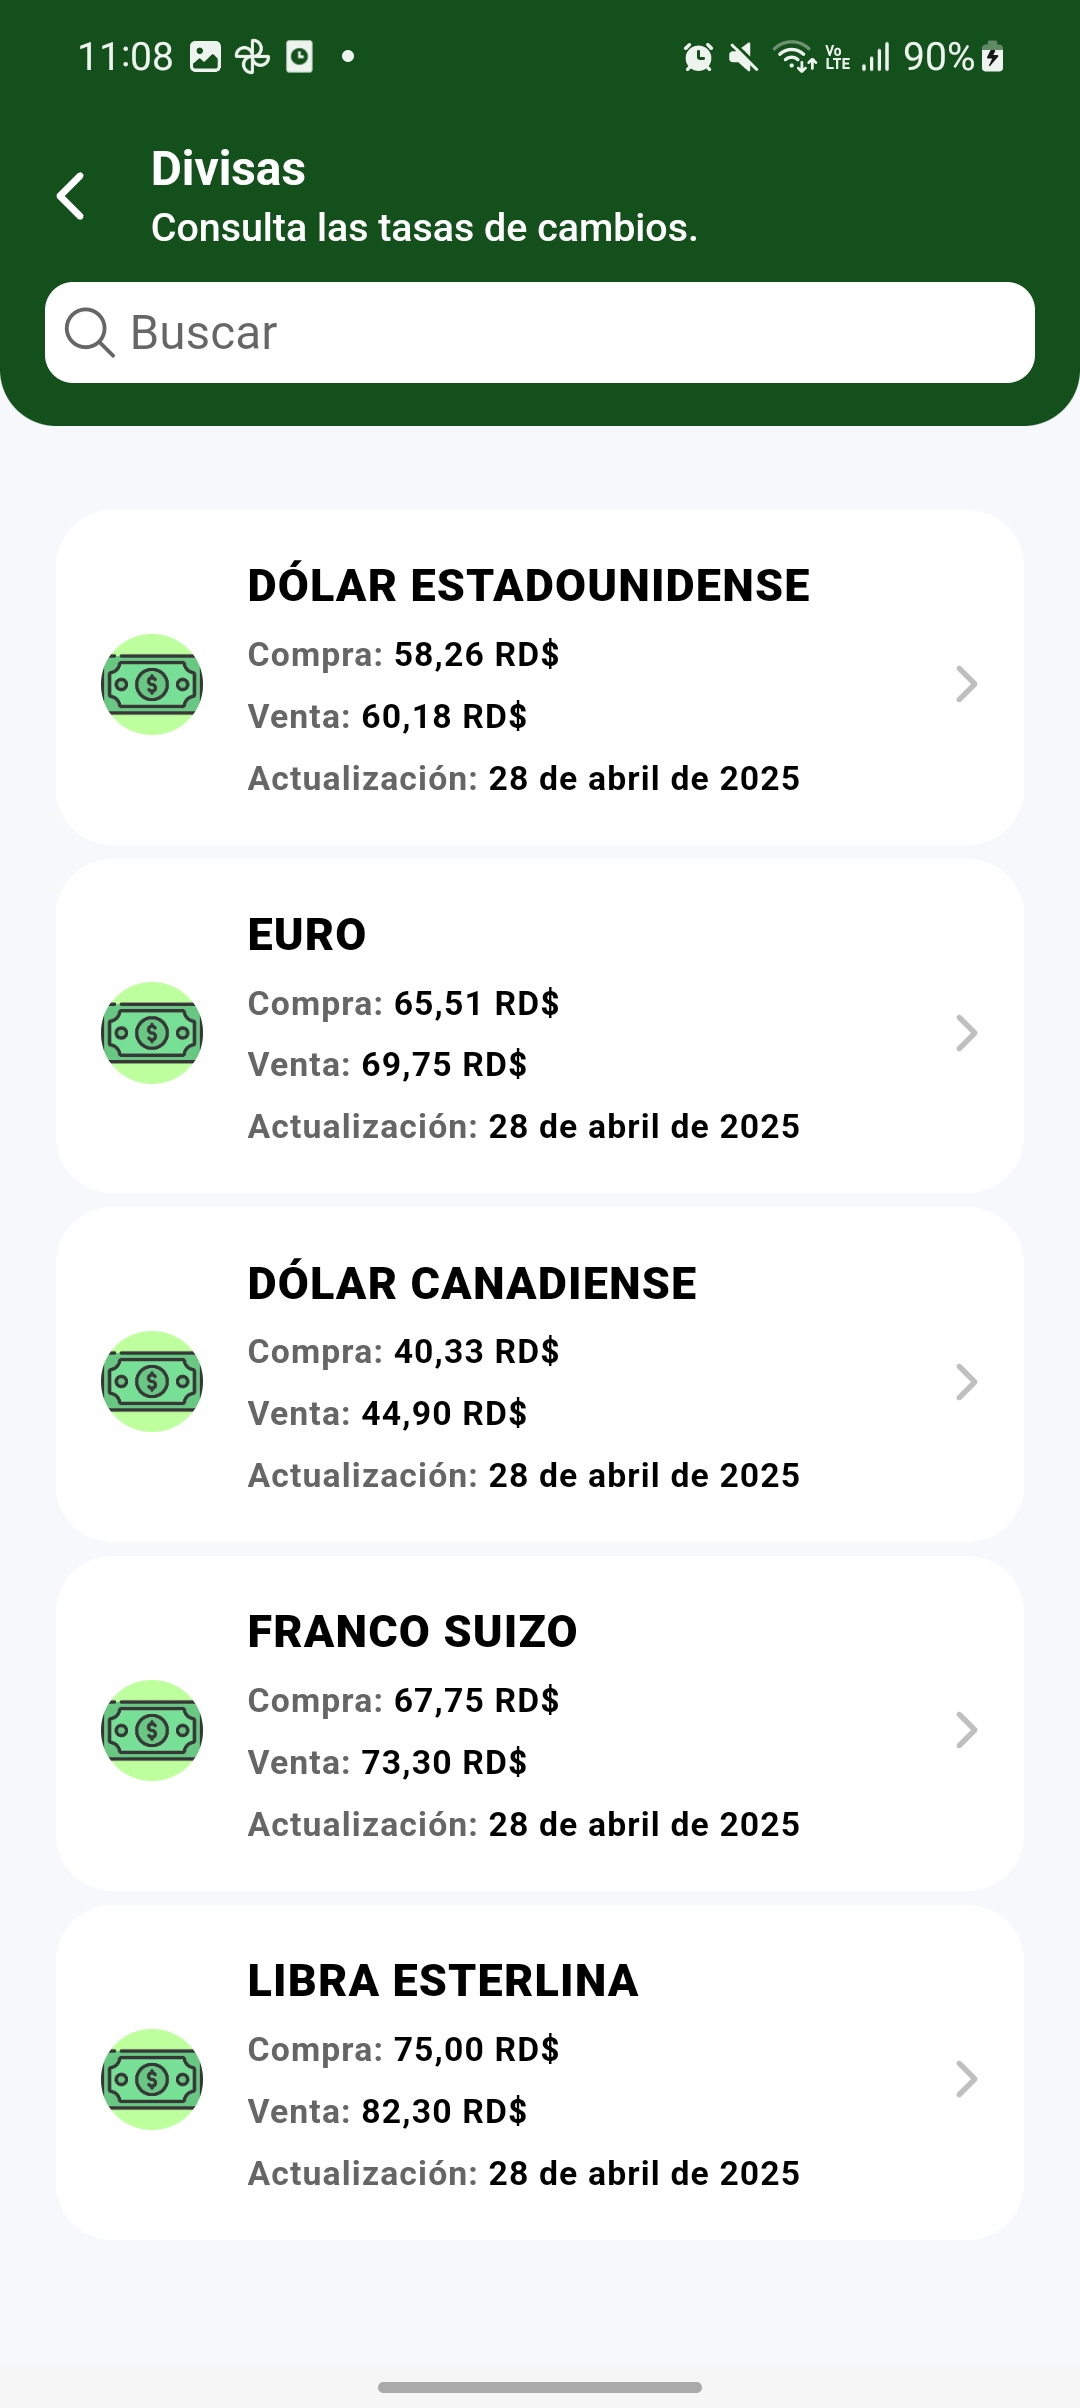 11:08
Vo
LTE
90%
Divisas
Consulta las tasas de cambios.
Buscar
DÓLAR ESTADOUNIDENSE
Compra: 58,26 RD$
Venta: 60,18 RD$
Actualización: 28 de abril de 2025
EURO
Compra: 65,51 RD$
Venta: 69,75 RD$
Actualización: 28 de abril de 2025
DÓLAR CANADIENSE
Compra: 40,33 RD$
Venta: 44,90 RD$
Actualización: 28 de abril de 2025
FRANCO SUIZO
Compra: 67,75 RD$
Venta: 73,30 RD$
Actualización: 28 de abril de 2025
LIBRA ESTERLINA
Compra: 75,00 RD$
Venta: 82,30 RD$
Actualización: 28 de abril de 2025